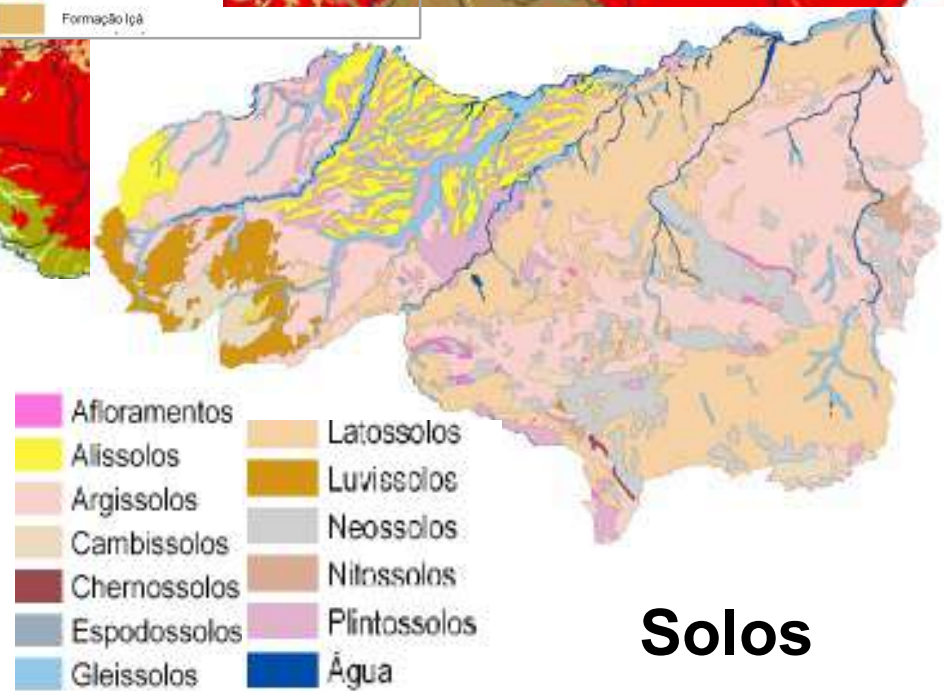 Formação Içá
Afloramentos
Alissolos
Argissolos
Cambissolos
Chernossolos
Espodossolos
Gleissolos
Latossolos
Luvissolos
Neossolos
Nitossolos
Plintossolos
Água
Solos